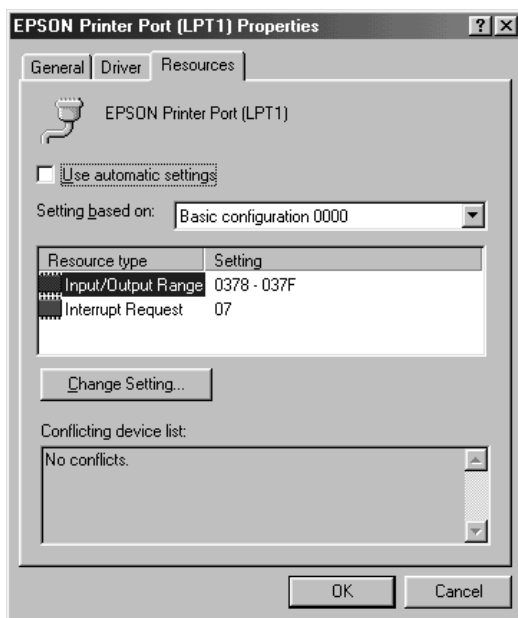 EPSON Printer Port (LPT1) Properties ? X
General Driver Resources
EPSON Printer Port (LPT1)
Use automatic settings
Setting based on: Basic configuration 0000
Resource type Setting
Input/Output Range 0378 - 037F
Interrupt Request 07
Change Setting...
Conflicting device list:
No conflicts.
OK Cancel